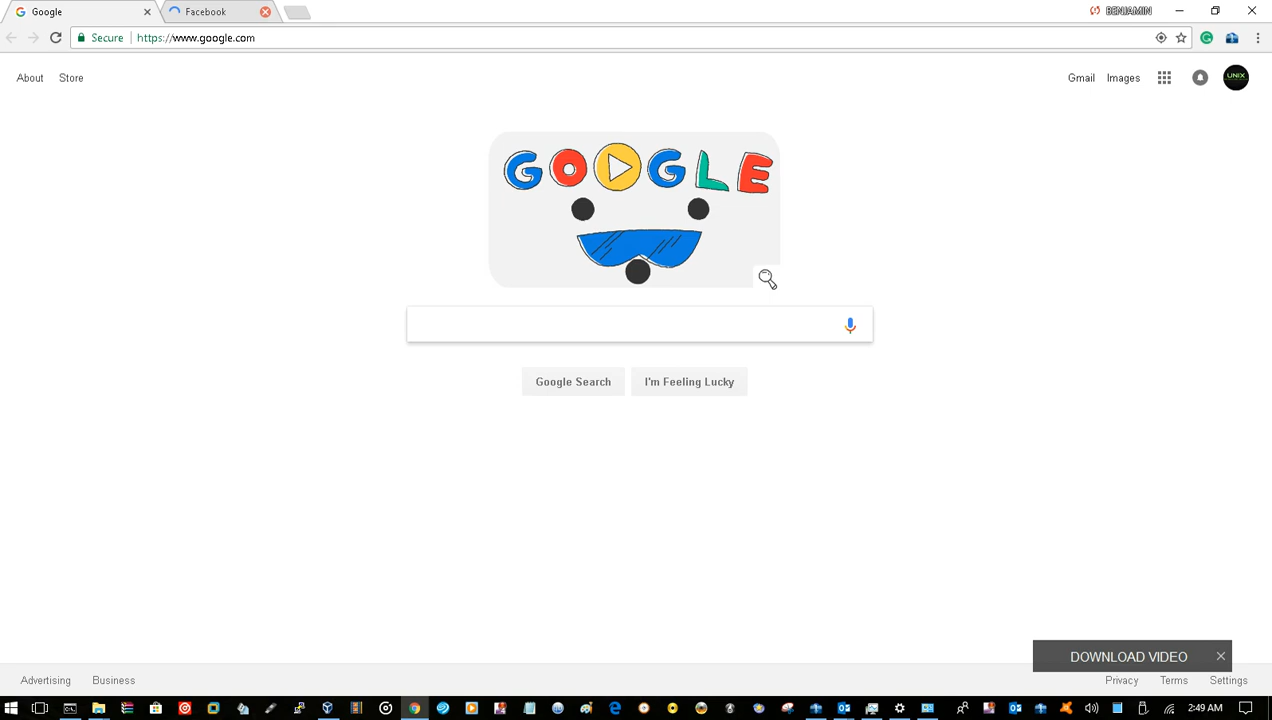 Google
Facebook
BENJAMIN
Secure
https://www.google.com
About
Store
Gmail
Images
UNIX
GOOGLE
Google Search
I'm Feeling Lucky
DOWNLOAD VIDEO
Advertising
Business
Privacy
Terms
Settings
2:49 AM